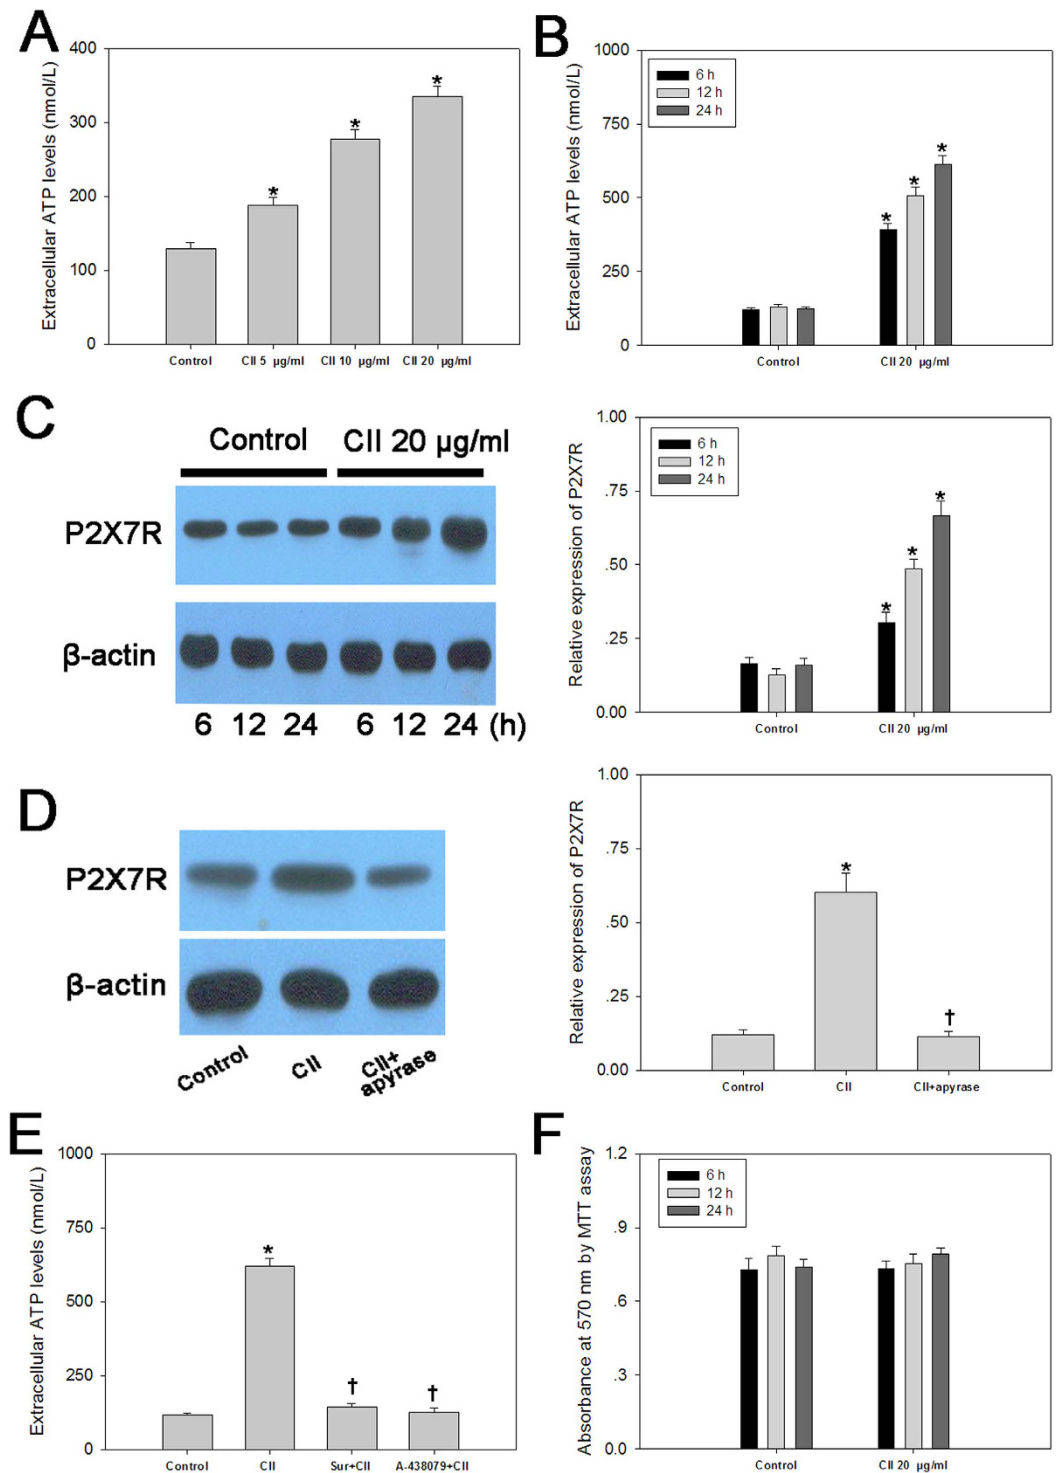 A
Extracellular ATP levels (nmol/L)
400
300
200
100
0
*
*
*
Control
CII 5 µg/ml
CII 10 µg/ml
CII 20 µg/ml
B
Extracellular ATP levels (nmol/L)
1000
750
500
250
0
6 h
12 h
24 h
*
*
*
Control
CII 20 µg/ml
C
Control
CII 20 µg/ml
P2X7R
β-actin
6 12 24 6 12 24 (h)
Relative expression of P2X7R
1.00
.75
.50
.25
0.00
6 h
12 h
24 h
*
*
*
Control
CII 20 µg/ml
D
P2X7R
β-actin
Control
CII
CII+
apyrase
Relative expression of P2X7R
1.00
.75
.50
.25
0.00
*
†
Control
CII
CII+apyrase
E
Extracellular ATP levels (nmol/L)
1000
750
500
250
0
*
†
†
Control
CII
Sur+CII
A-438079+CII
F
Absorbance at 570 nm by MTT assay
1.2
.9
.6
.3
0.0
6 h
12 h
24 h
Control
CII 20 µg/ml